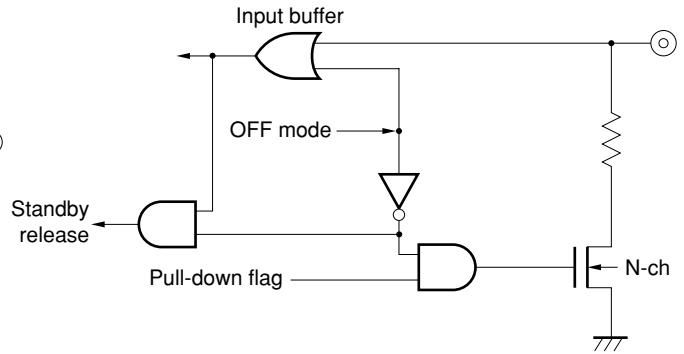 Input buffer
OFF mode
Standby
release
Pull-down flag
N-ch